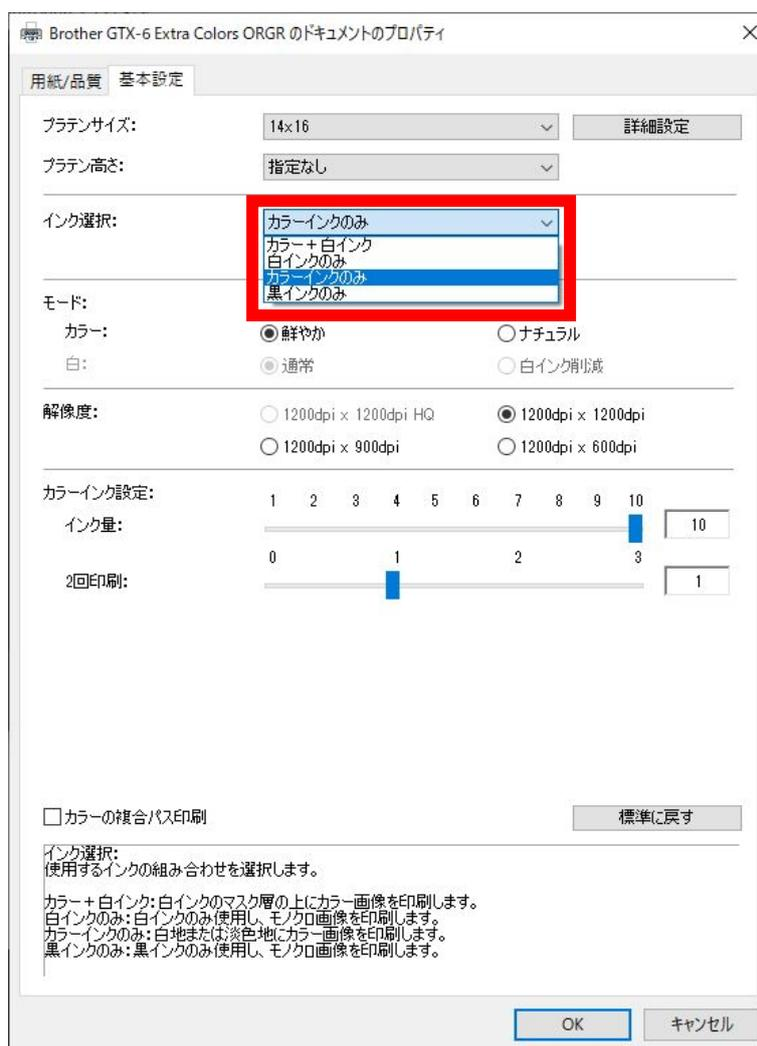 Brother GTX-6 Extra Colors ORGR のドキュメントのプロパティ
用紙/品質 基本設定
プラテンサイズ: 14×16 詳細設定
プラテン高さ: 指定なし
インク選択: カラーインクのみ
カラー+白インク
白インクのみ
カラーインクのみ
黒インクのみ
モード:
カラー: 鮮やか ナチュラル
白: 通常 白インク削減
解像度: 1200dpi x 1200dpi HQ 1200dpi x 1200dpi
1200dpi x 900dpi 1200dpi x 600dpi
カラーインク設定: 1 2 3 4 5 6 7 8 9 10
インク量: 10
0 1 2 3
2回印刷: 1
カラーの複合パス印刷 標準に戻す
インク選択:
使用するインクの組み合わせを選択します。
カラー+白インク:白インクのマスク層の上にカラー画像を印刷します。
白インクのみ:白インクのみ使用し、モノクロ画像を印刷します。
カラーインクのみ:白地または淡色地にカラー画像を印刷します。
黒インクのみ:黒インクのみ使用し、モノクロ画像を印刷します。
OK キャンセル